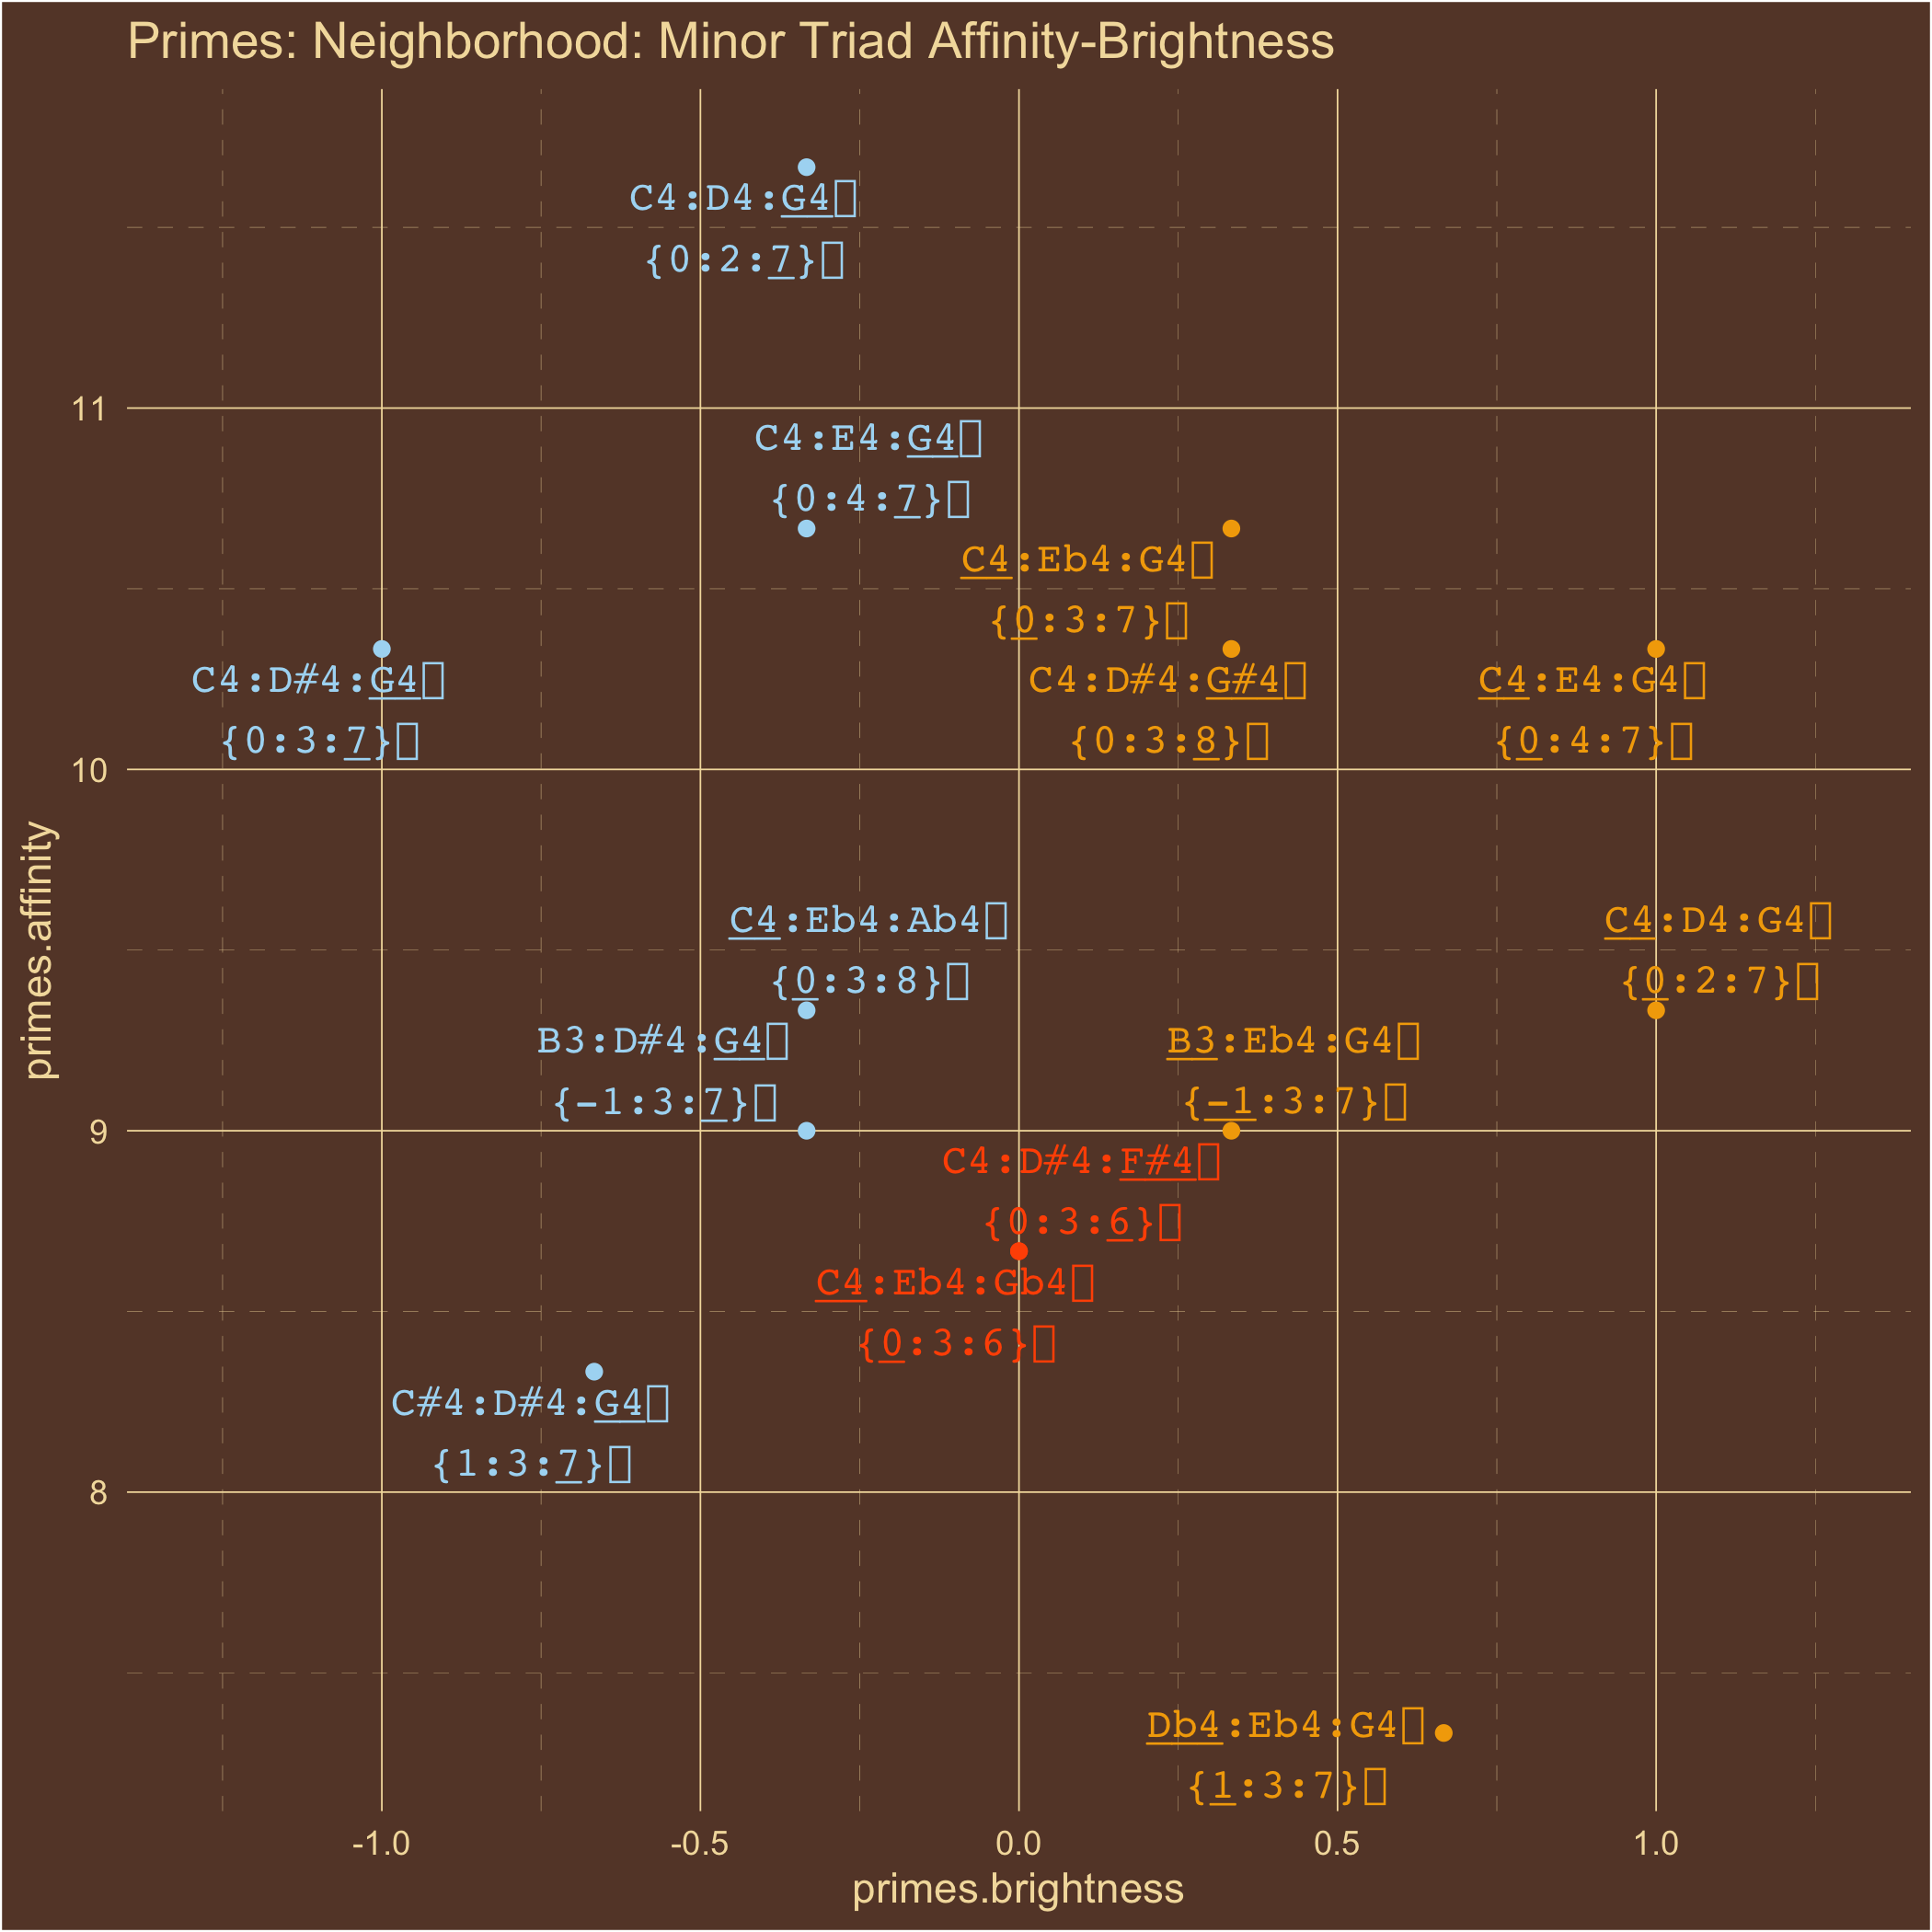 Primes: Neighborhood: Minor Triad Affinity-Brightness
C4:D4:G4
{0:2:7}
11
C4:E4:G4
{0:4:7}
C4:Eb4:G4
{0:3:7}
C4:D#4:G4
{0:3:7}
C4:D#4:G#4
{0:3:8}
C4:E4:G4
{0:4:7}
10
primes.affinity
C4:Eb4:Ab4
{0:3:8}
C4:D4:G4
{0:2:7}
B3:D#4:G4
{-1:3:7}
B3:Eb4:G4
{-1:3:7}
9
C4:D#4:F#4
{0:3:6}
C4:Eb4:Gb4
{0:3:6}
C#4:D#4:G4
{1:3:7}
8
Db4:Eb4:G4
{1:3:7}
-1.0
-0.5
0.0
0.5
1.0
primes.brightness